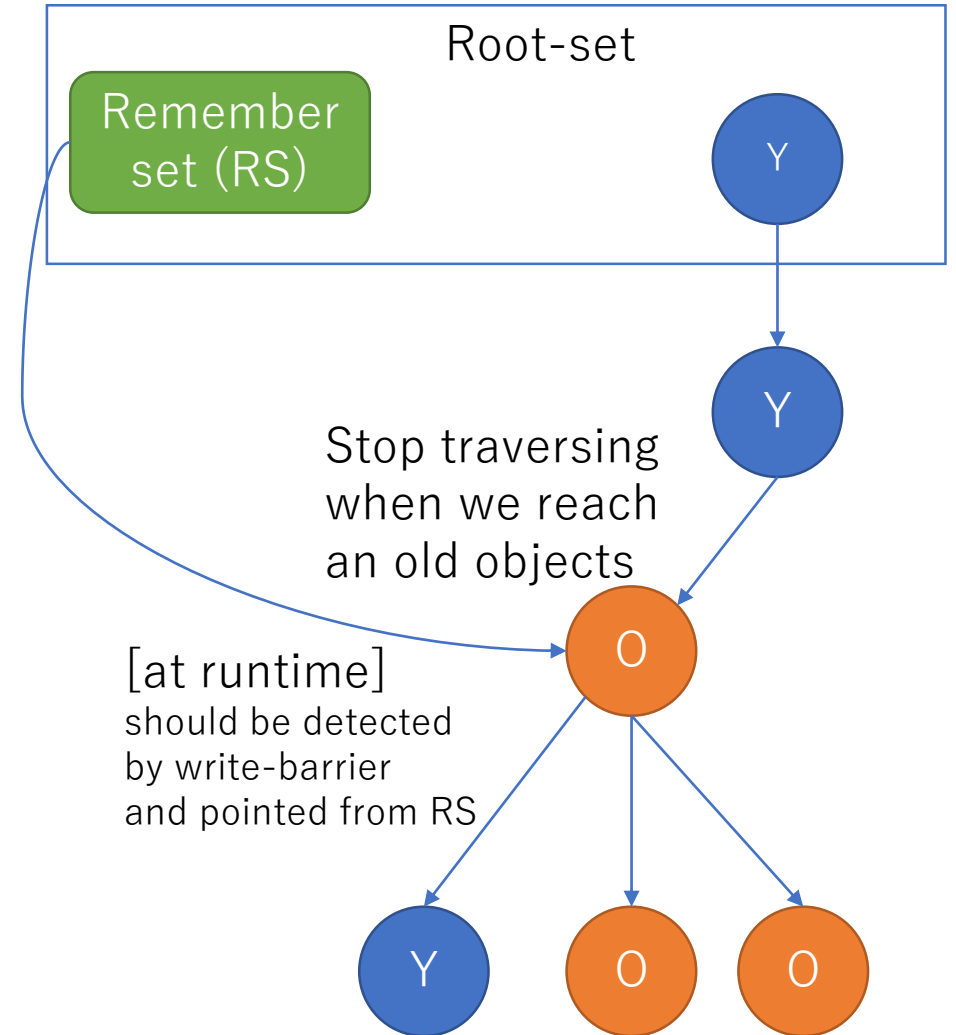 Root-set
Remember
set (RS)
Y
Y
Stop traversing
when we reach
an old objects
O
[at runtime]
should be detected
by write-barrier
and pointed from RS
Y
O
O